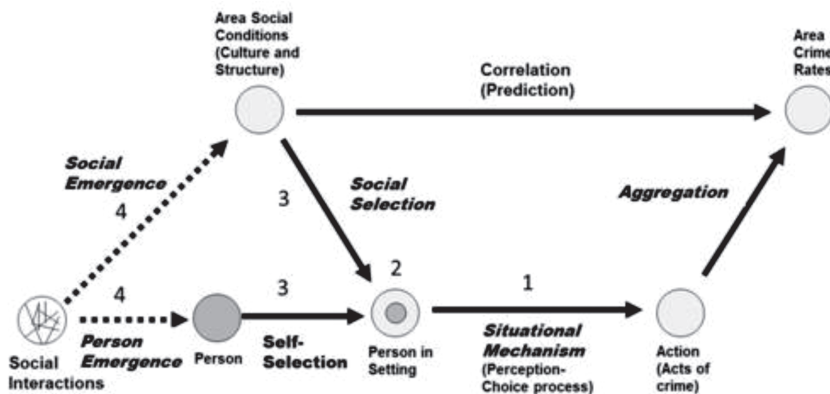 Area Social
Conditions
(Culture and
Structure)
Area
Crime
Rates
Correlation
(Prediction)
Social
Emergence
4
3
Social
Selection
Aggregation
4
3
2
1
Social
Interactions
Person
Emergence
Person
Self-
Selection
Person in
Setting
Situational
Mechanism
(Perception-
Choice process)
Action
(Acts of
crime)